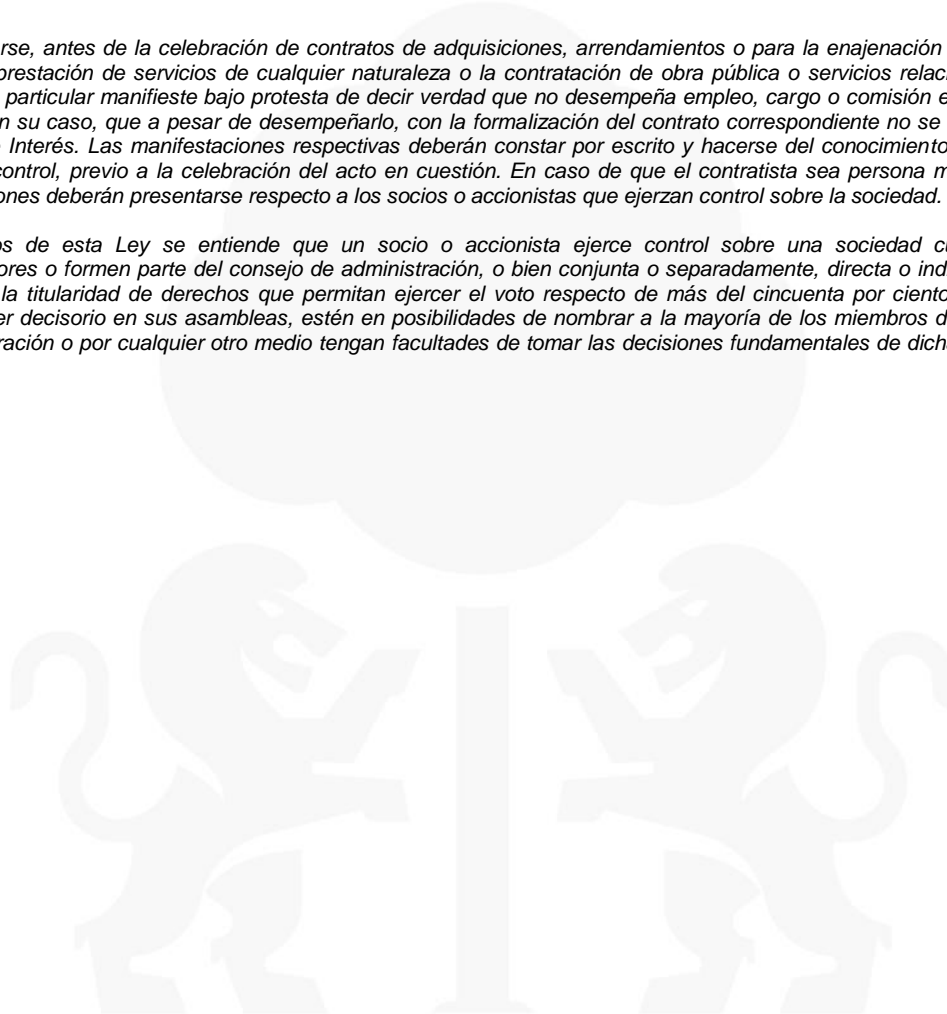 rse, antes de la celebración de contratos de adquisiciones, arrendamientos o para la enajenación
prestación de servicios de cualquier naturaleza o la contratación de obra pública o servicios relaci
particular manifieste bajo protesta de decir verdad que no desempeña empleo, cargo o comisión e
n su caso, que a pesar de desempeñarlo, con la formalización del contrato correspondiente no se
Interés. Las manifestaciones respectivas deberán constar por escrito y hacerse del conocimiento
control, previo a la celebración del acto en cuestión. En caso de que el contratista sea persona m
ones deberán presentarse respecto a los socios o accionistas que ejerzan control sobre la sociedad.
os de esta Ley se entiende que un socio o accionista ejerce control sobre una sociedad cu
ores o formen parte del consejo de administración, o bien conjunta o separadamente, directa o ind
la titularidad de derechos que permitan ejercer el voto respecto de más del cincuenta por ciento
er decisorio en sus asambleas, estén en posibilidades de nombrar a la mayoría de los miembros d
ración o por cualquier otro medio tengan facultades de tomar las decisiones fundamentales de dich